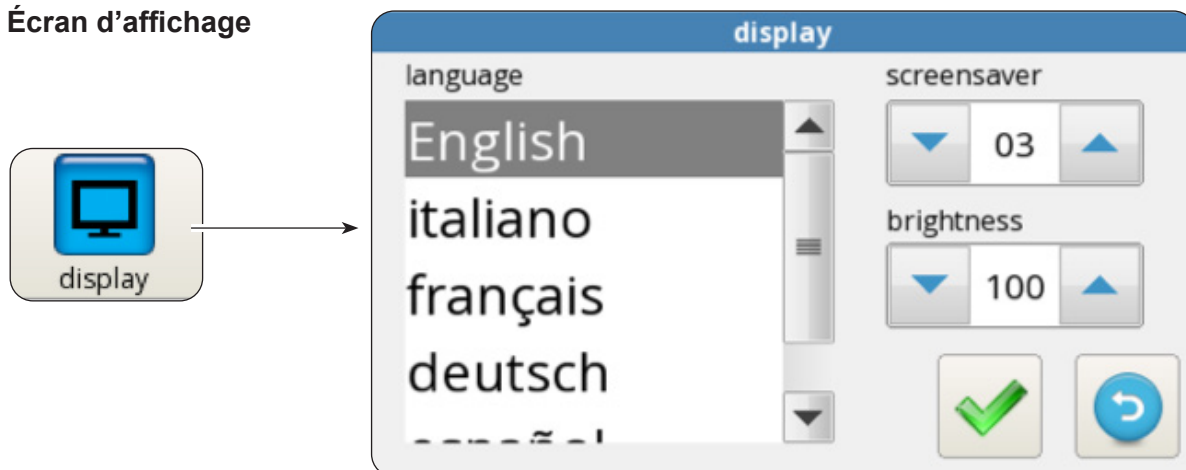 Écran d’affichage
display
display
language
English
italiano
français
deutsch
screensaver
03
brightness
100